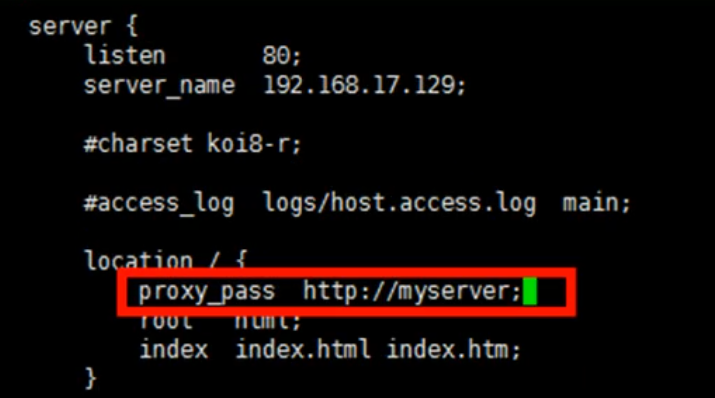 server {
listen 80;
server_name 192.168.17.129;
#charset koi8-r;
#access_log logs/host.access.log main;
location / {
proxy_pass http://myserver;
root html;
index index.html index.htm;
}